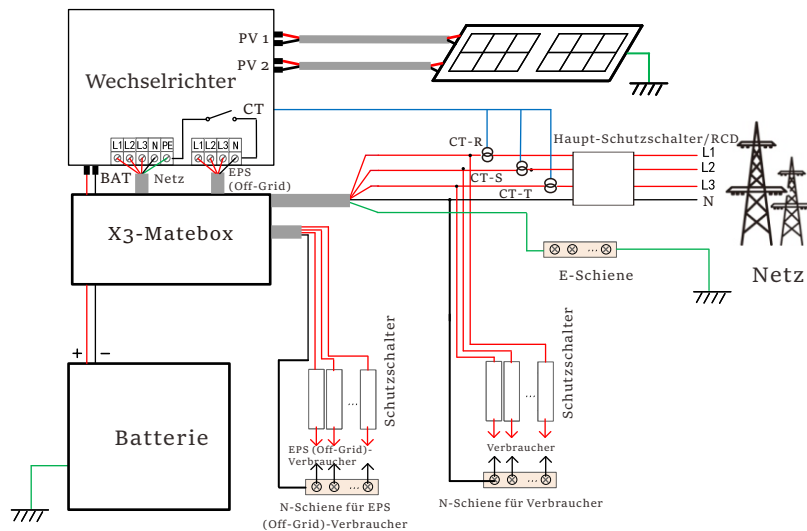 PV 1
PV 2
Wechselrichter
CT
L1 L2 L3 N PE
L1 L2 L3 N
BAT
Netz
EPS
(Off-Grid)
CT-R
CT-S
CT-T
Haupt-Schutzschalter/RCD
L1
L2
L3
N
X3-Matebox
E-Schiene
Netz
+ −
Batterie
...
Schutzschalter
EPS (Off-Grid)-
Verbraucher
...
N-Schiene für EPS
(Off-Grid)-Verbraucher
...
Schutzschalter
Verbraucher
...
N-Schiene für Verbraucher
...